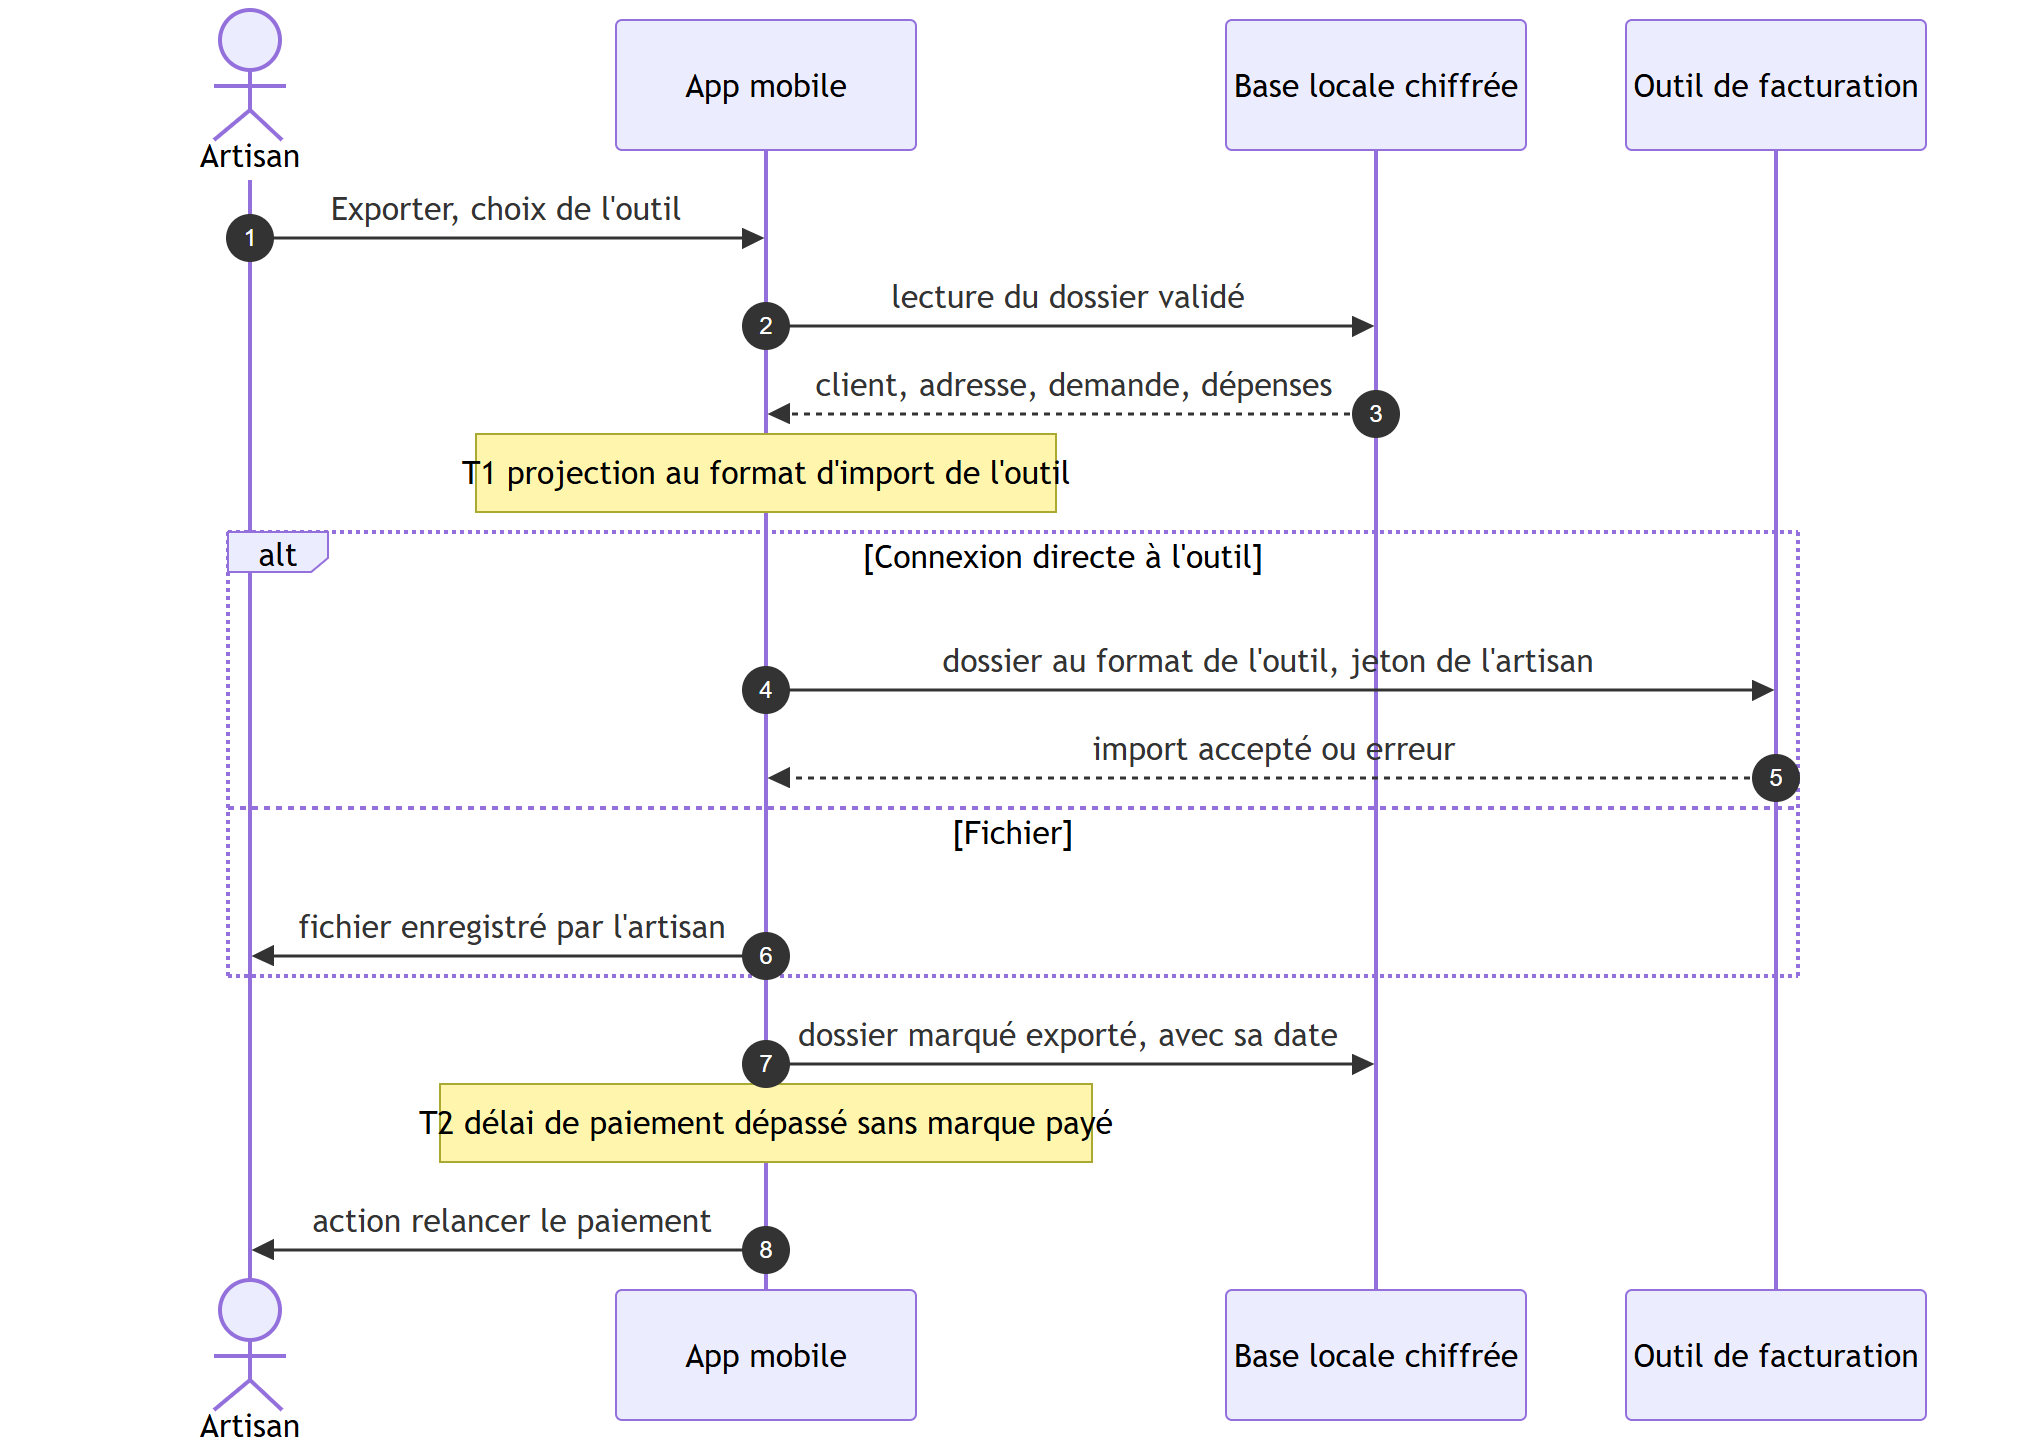 Artisan
App mobile
Base locale chiffrée
Outil de facturation
Exporter, choix de l'outil
1
lecture du dossier validé
2
client, adresse, demande, dépenses
3
T1 projection au format d'import de l'outil
alt
[Connexion directe à l'outil]
dossier au format de l'outil, jeton de l'artisan
4
import accepté ou erreur
5
[Fichier]
fichier enregistré par l'artisan
6
dossier marqué exporté, avec sa date
7
T2 délai de paiement dépassé sans marque payé
action relancer le paiement
8
App mobile
Base locale chiffrée
Outil de facturation
Artisan